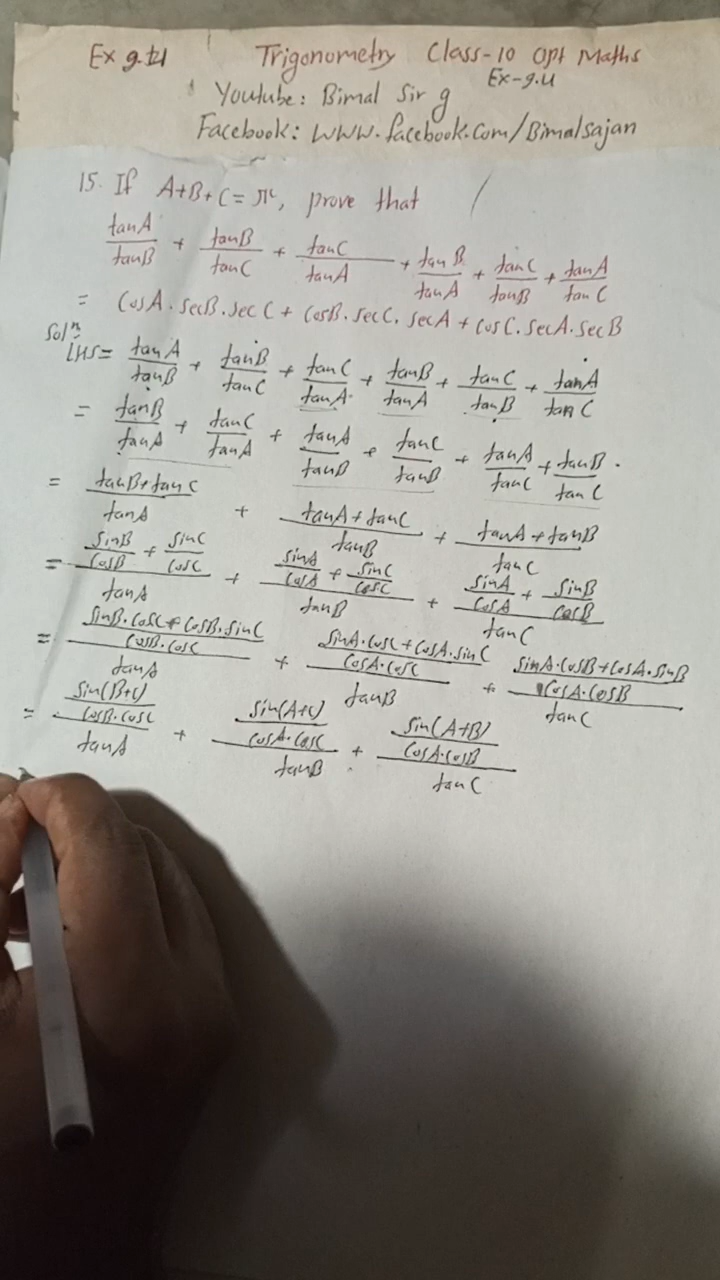 Ex 9.4 Trigonometry Class-10 Opt Maths
Ex-9.4
Youtube: Bimal Sir g
Facebook: WWW.facebook.Com/Bimalsajan
15. If A+B+C = πᶜ, prove that
tanA/tanB + tanB/tanC + tanC/tanA + tanB/tanA + tanC/tanB + tanA/tanC
= CosA.SecB.Sec C + CosB.SecC.SecA + CosC.SecA.SecB
Solⁿ
LHS = tanA/tanB + tanB/tanC + tanC/tanA + tanB/tanA + tanC/tanB + tanA/tanC
= tanB/tanA + tanC/tanA + tanA/tanB + tanC/tanB + tanA/tanC + tanB/tanC.
= (tanB+tanC)/tanA + (tanA+tanC)/tanB + (tanA+tanB)/tanC
= (SinB/CosB + SinC/CosC)/tanA + (SinA/CosA + SinC/CosC)/tanB + (SinA/CosA + SinB/CosB)/tanC
= ((SinB.CosC+CosB.SinC)/(CosB.CosC))/tanA + ((SinA.CosC+CosA.SinC)/(CosA.CosC))/tanB + ((SinA.CosB+CosA.SinB)/(CosA.CosB))/tanC
= (Sin(B+C)/(CosB.CosC))/tanA + (Sin(A+C)/(CosA.CosC))/tanB + (Sin(A+B)/(CosA.CosB))/tanC